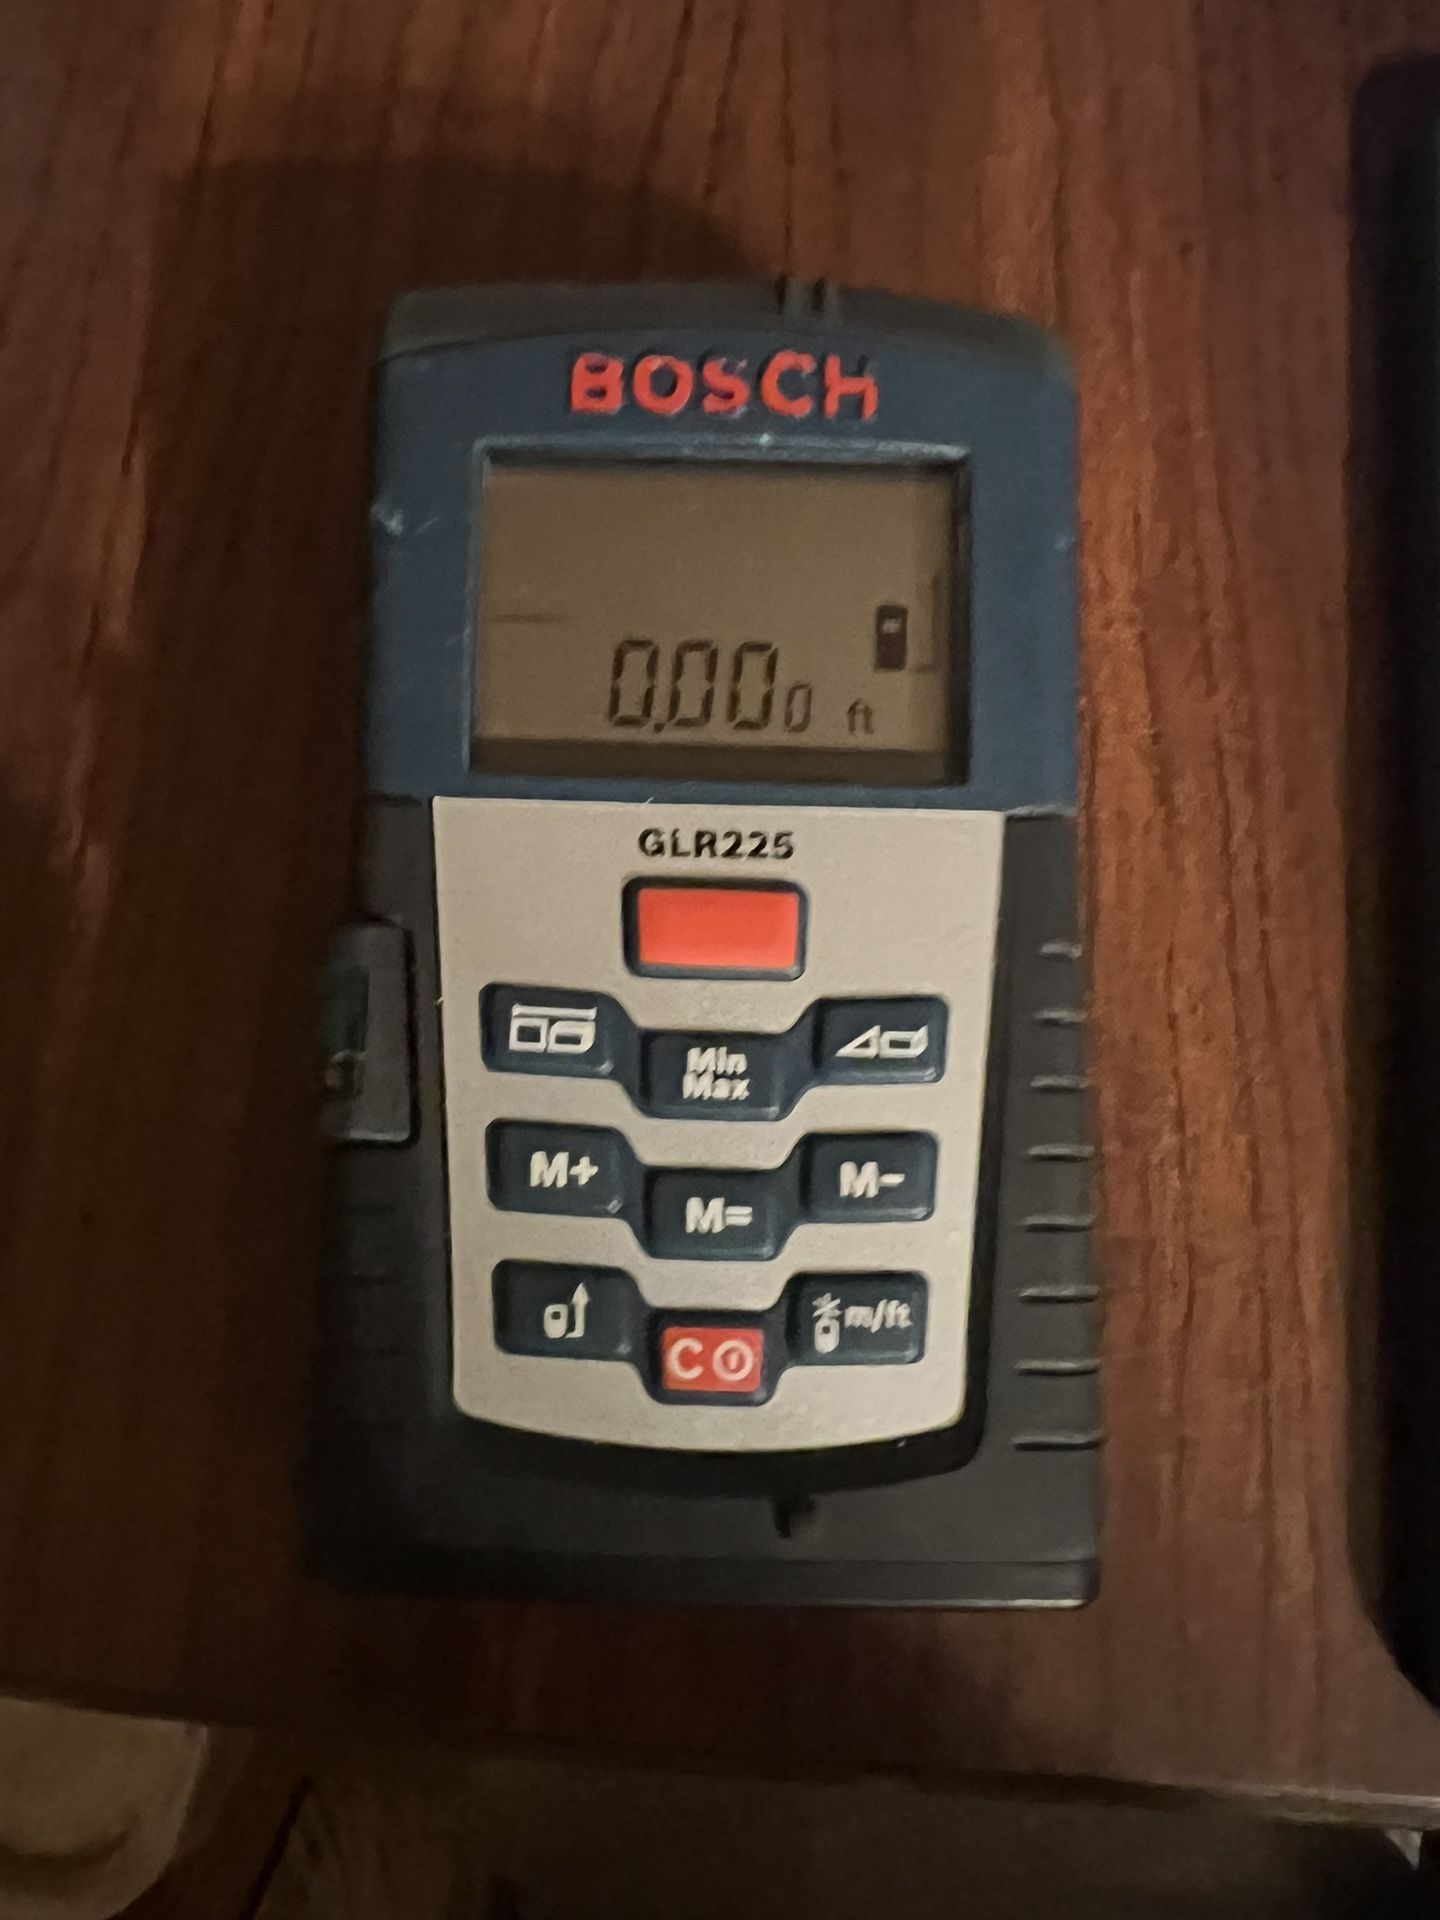 BOSCH
0.000 ft
GLR225
Min
Max
M+
M=
M-
C
m/ft